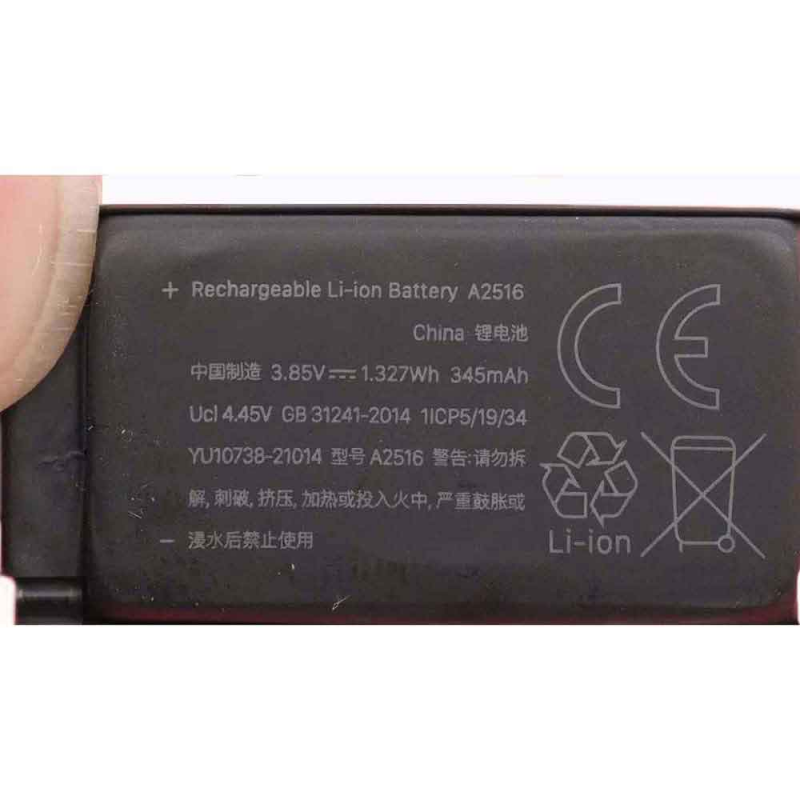 + Rechargeable Li-ion Battery A2516
China 锂电池
中国制造 3.85V⎓1.327Wh 345mAh
Ucl 4.45V GB 31241-2014 1ICP5/19/34
YU10738-21014 型号 A2516 警告:请勿拆
解, 刺破, 挤压, 加热或投入火中, 严重鼓胀或
- 浸水后禁止使用
CE
Li-ion